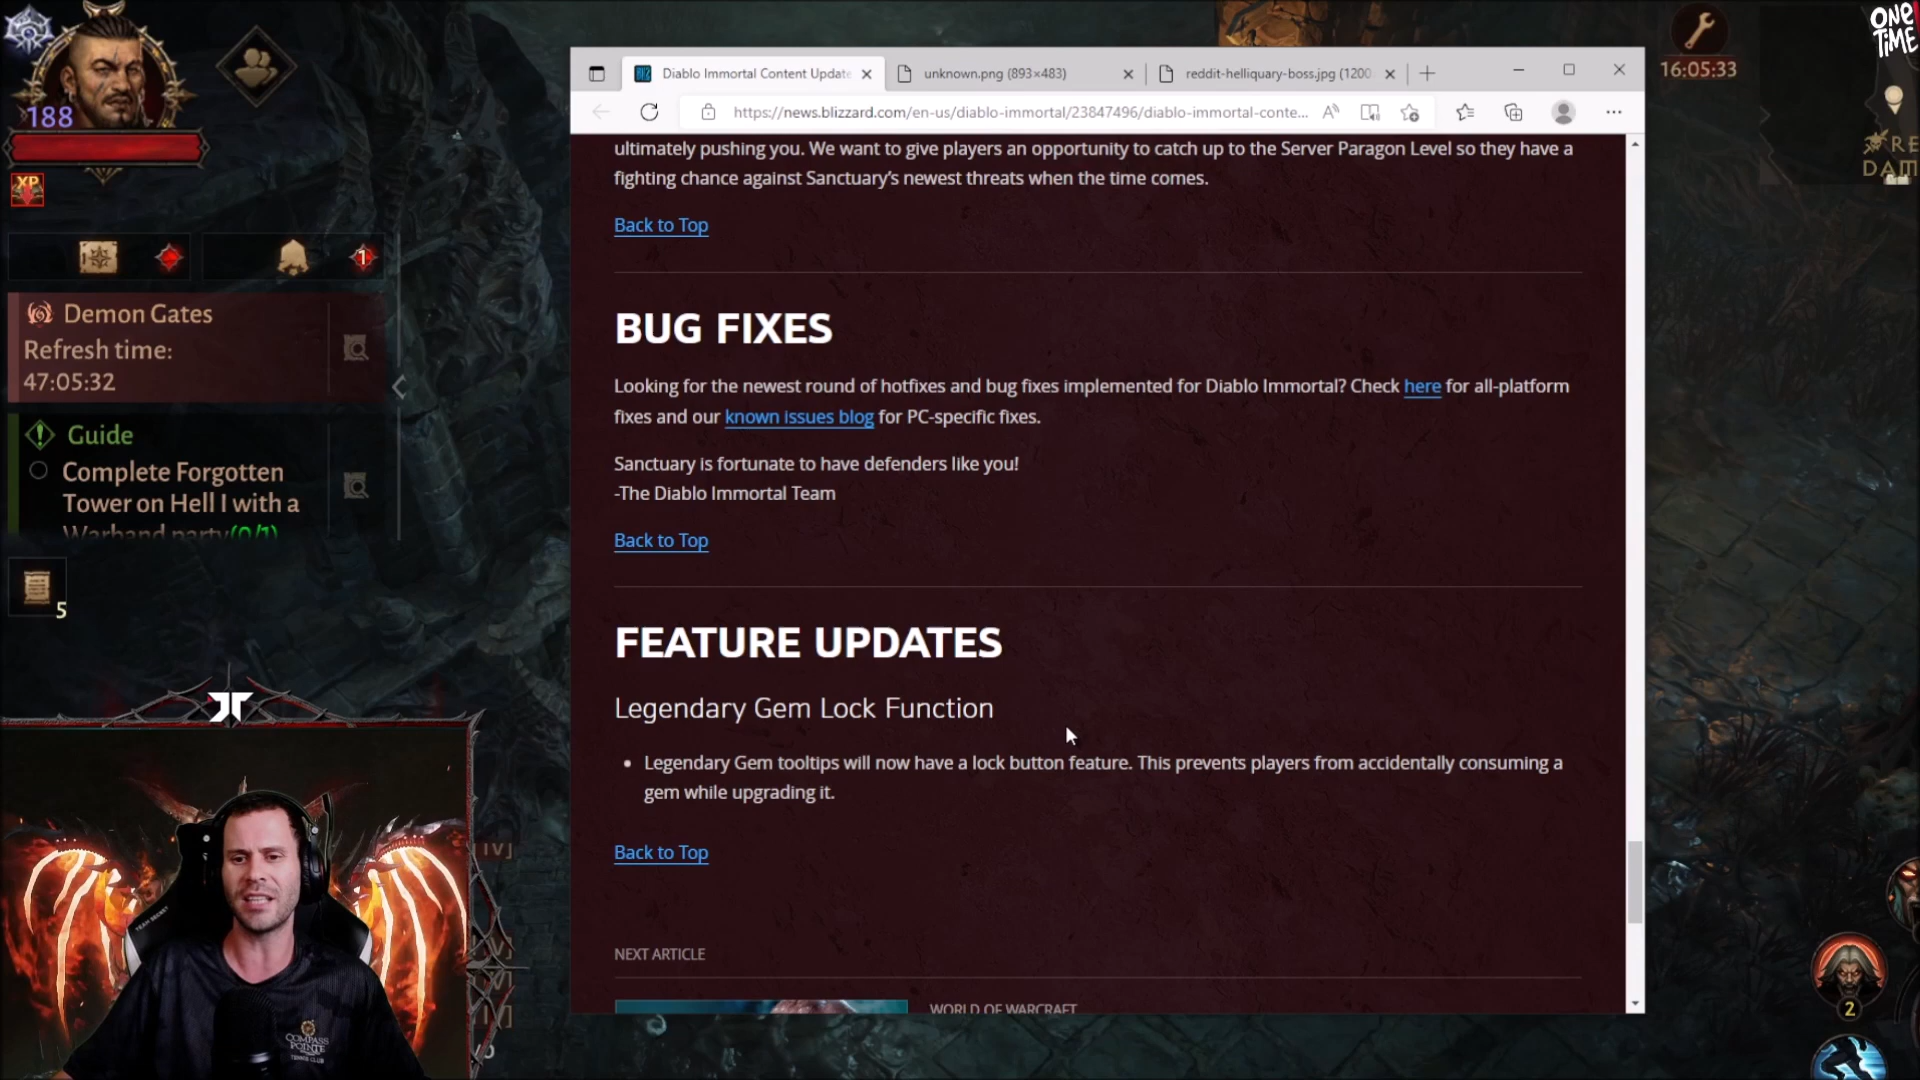 188
XP
1
Demon Gates
Refresh time:
47:05:32
Guide
Complete Forgotten
Tower on Hell I with a
Warband party(0/1)
5
Diablo Immortal Content Update
unknown.png (893×483)
reddit-helliquary-boss.jpg (1200
https://news.blizzard.com/en-us/diablo-immortal/23847496/diablo-immortal-conte...
ultimately pushing you. We want to give players an opportunity to catch up to the Server Paragon Level so they have a
fighting chance against Sanctuary’s newest threats when the time comes.
Back to Top
BUG FIXES
Looking for the newest round of hotfixes and bug fixes implemented for Diablo Immortal? Check here for all-platform
fixes and our known issues blog for PC-specific fixes.
Sanctuary is fortunate to have defenders like you!
-The Diablo Immortal Team
Back to Top
FEATURE UPDATES
Legendary Gem Lock Function
• Legendary Gem tooltips will now have a lock button feature. This prevents players from accidentally consuming a
gem while upgrading it.
Back to Top
NEXT ARTICLE
WORLD OF WARCRAFT
16:05:33
ONE
TIME
2
COMPASS
POINTE
TENNIS CLUB